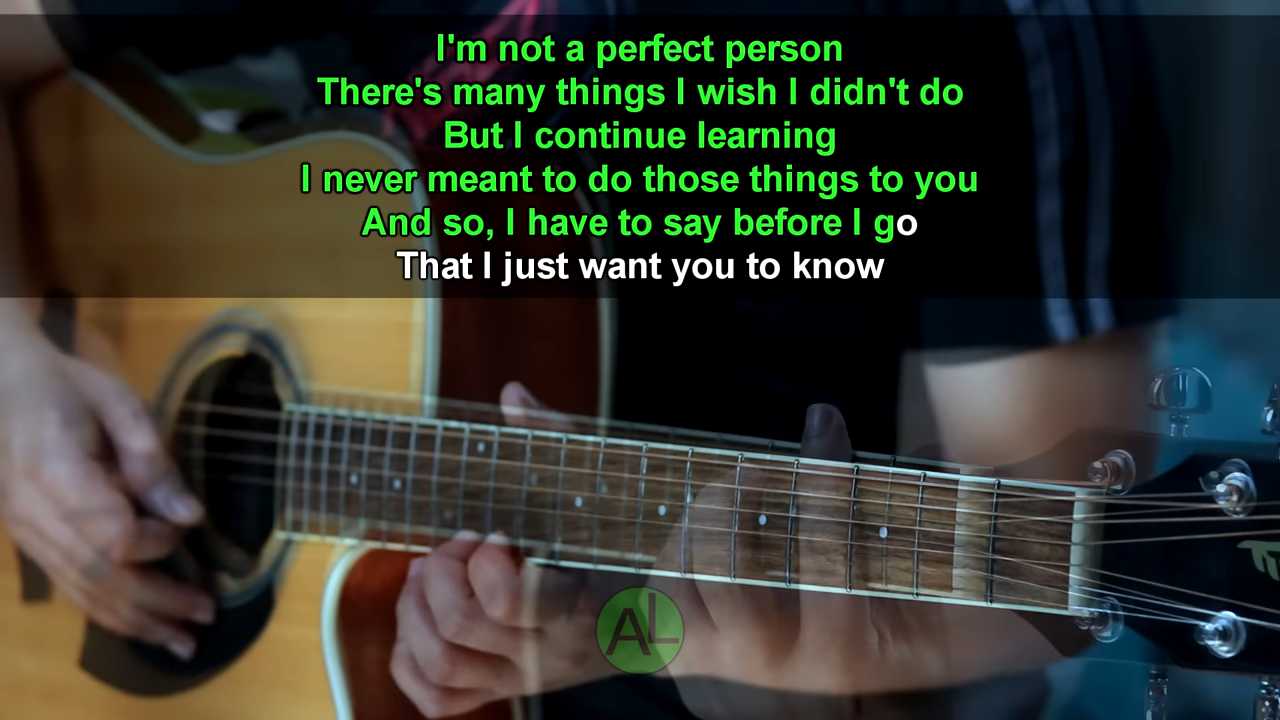 I'm not a perfect person
There's many things I wish I didn't do
But I continue learning
I never meant to do those things to you
And so, I have to say before I go
That I just want you to know
AL